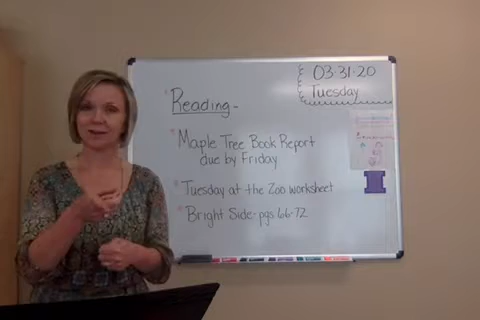 03·31·20
Tuesday
Reading-
Maple Tree Book Report
due by Friday
Tuesday at the Zoo worksheet
Bright Side-pgs 66-72